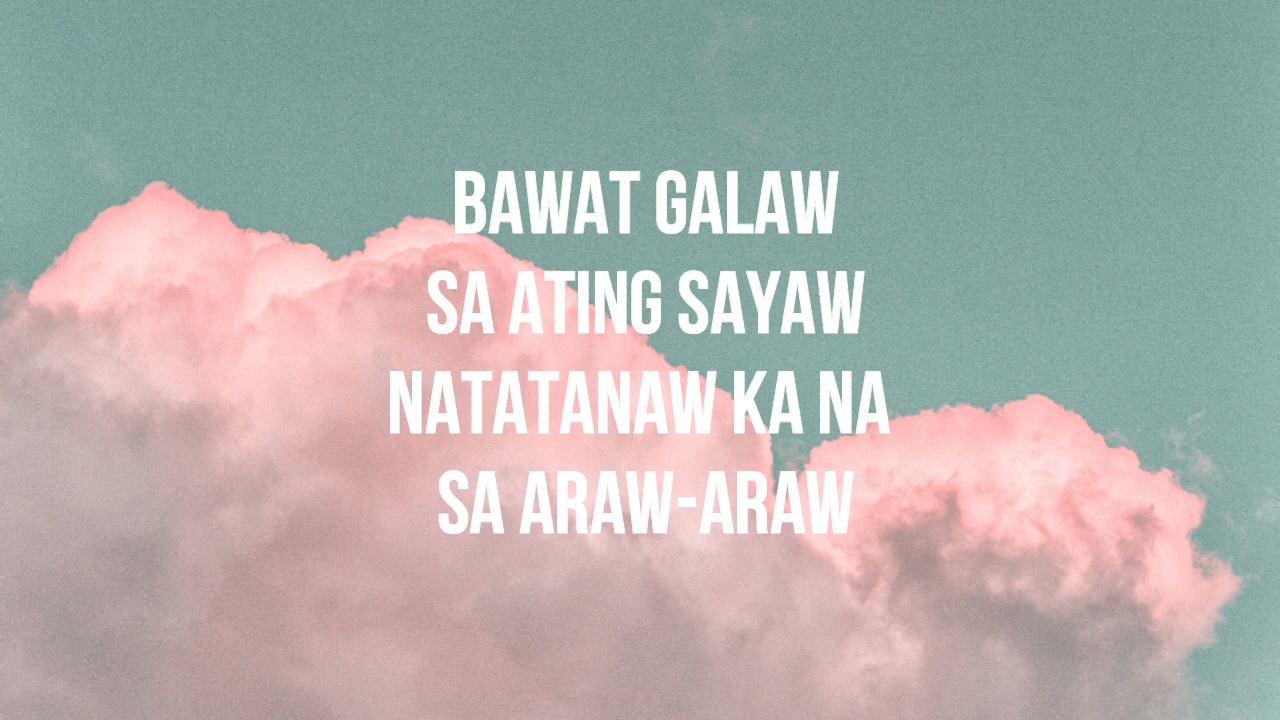 BAWAT GALAW
SA ATING SAYAW
NATATANAW KA NA
SA ARAW-ARAW